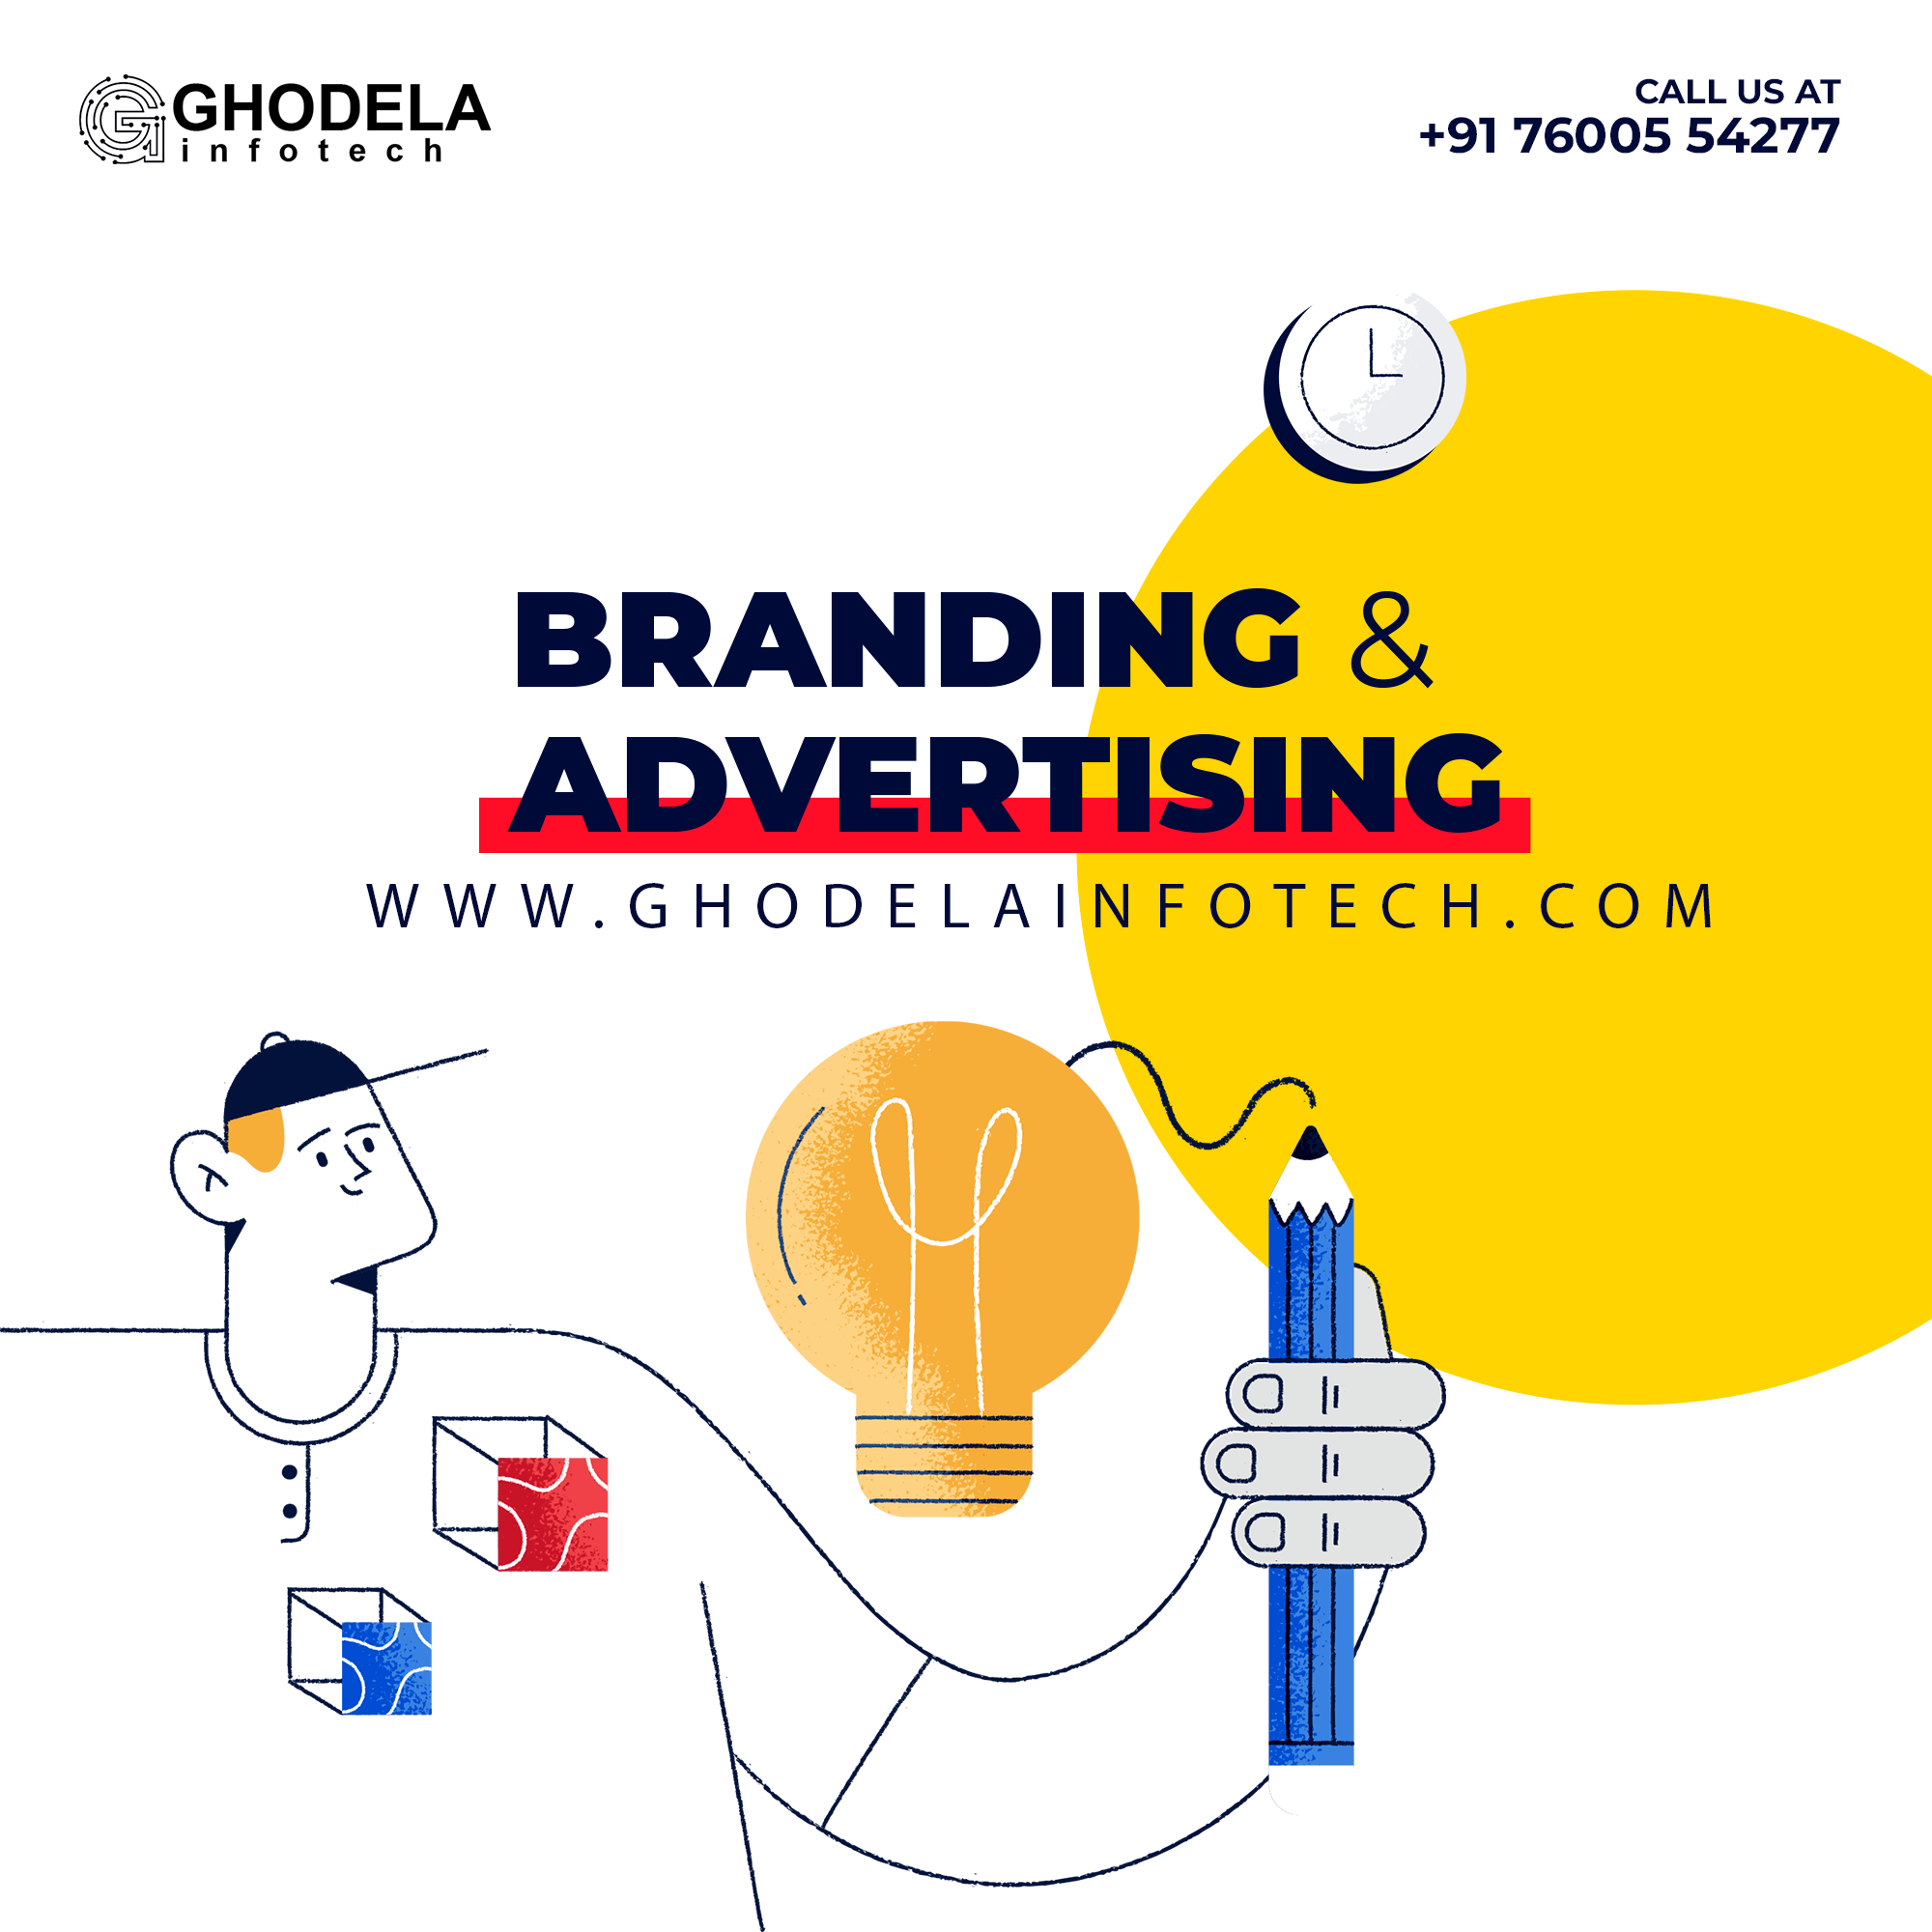 GHODELA
infotech
CALL US AT
+91 76005 54277
BRANDING &
ADVERTISING
WWW.GHODELAINFOTECH.COM